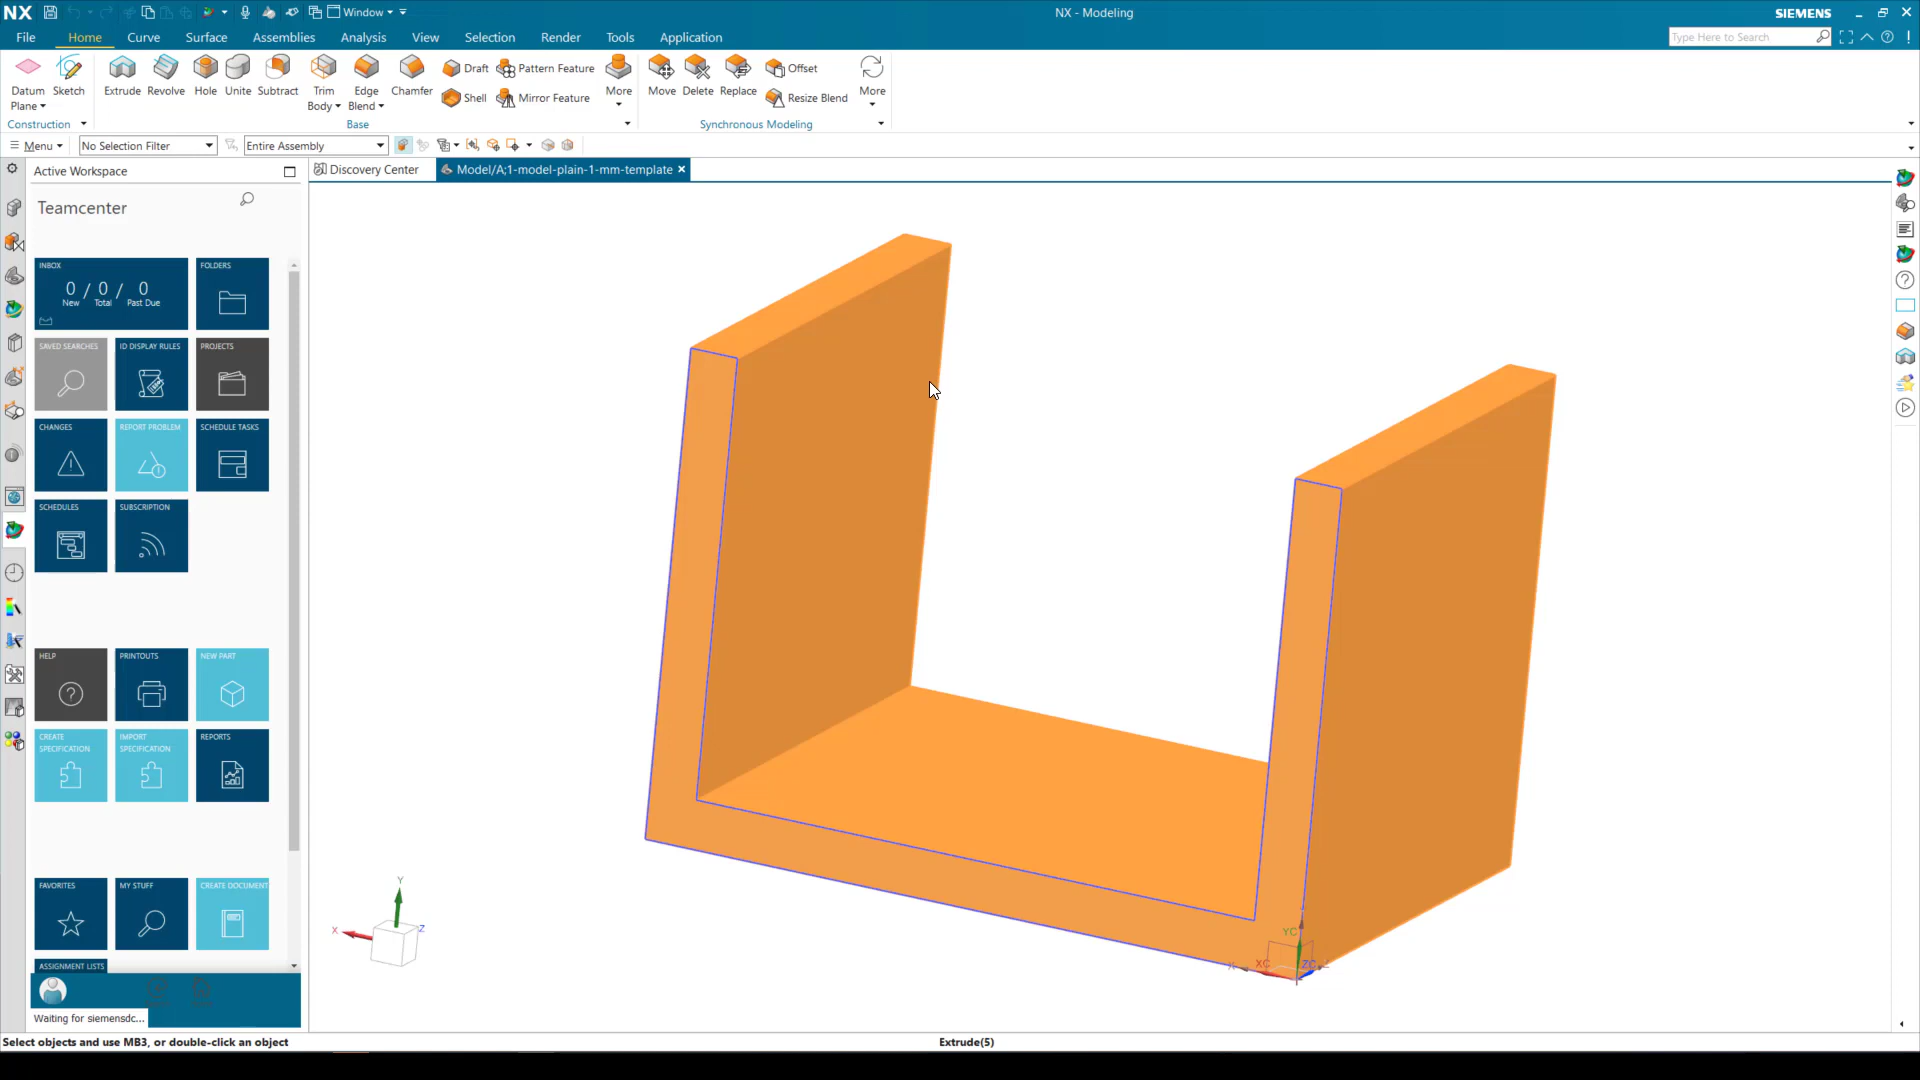 NX
Window
NX - Modeling
SIEMENS
File
Home
Curve
Surface
Assemblies
Analysis
View
Selection
Render
Tools
Application
Type Here to Search
Datum Plane
Sketch
Extrude
Revolve
Hole
Unite
Subtract
Trim Body
Edge Blend
Chamfer
Draft
Shell
Pattern Feature
Mirror Feature
More
Move
Delete
Replace
Offset
Resize Blend
More
Construction
Base
Synchronous Modeling
Menu
No Selection Filter
Entire Assembly
Active Workspace
Discovery Center
Model/A;1-model-plain-1-mm-template
Teamcenter
INBOX
0 / 0 / 0
New Total Past Due
FOLDERS
SAVED SEARCHES
ID DISPLAY RULES
PROJECTS
CHANGES
REPORT PROBLEM
SCHEDULE TASKS
SCHEDULES
SUBSCRIPTION
HELP
PRINTOUTS
NEW PART
CREATE SPECIFICATION
IMPORT SPECIFICATION
REPORTS
FAVORITES
MY STUFF
CREATE DOCUMENT
ASSIGNMENT LISTS
Waiting for siemensdc...
Y
X
Z
YC
X
XC
ZC
Select objects and use MB3, or double-click an object
Extrude(5)